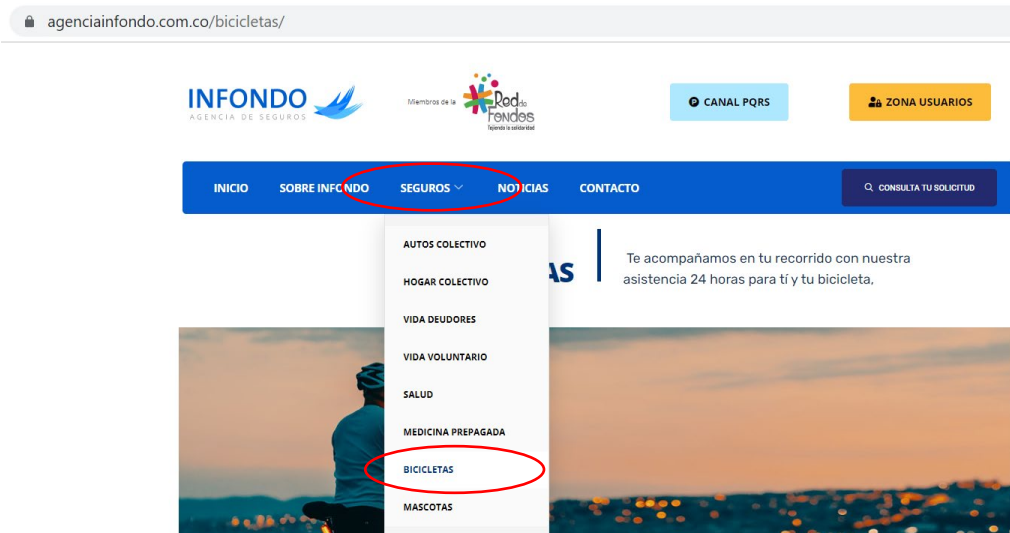 agenciainfondo.com.co/bicicletas/
INFONDO
AGENCIA DE SEGUROS
Miembros de la
Red de
Fondos
Tejiendo la solidaridad
CANAL PQRS
ZONA USUARIOS
INICIO SOBRE INFONDO SEGUROS NOTICIAS CONTACTO
CONSULTA TU SOLICITUD
AUTOS COLECTIVO
HOGAR COLECTIVO
VIDA DEUDORES
VIDA VOLUNTARIO
SALUD
MEDICINA PREPAGADA
BICICLETAS
MASCOTAS
AS
Te acompañamos en tu recorrido con nuestra
asistencia 24 horas para tí y tu bicicleta,